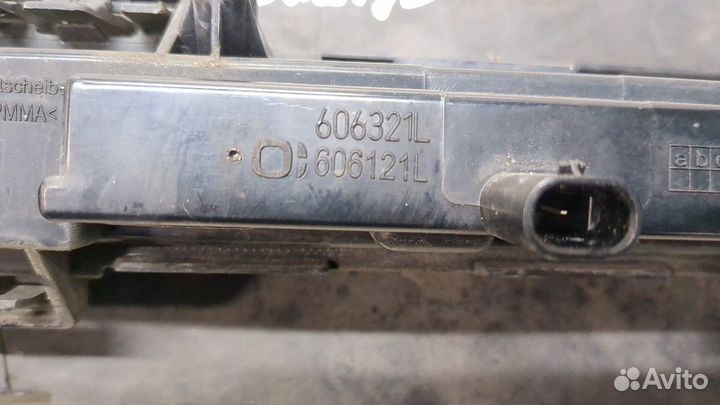 606321L
606121L
tscheib
PMMA<
abc
Avito